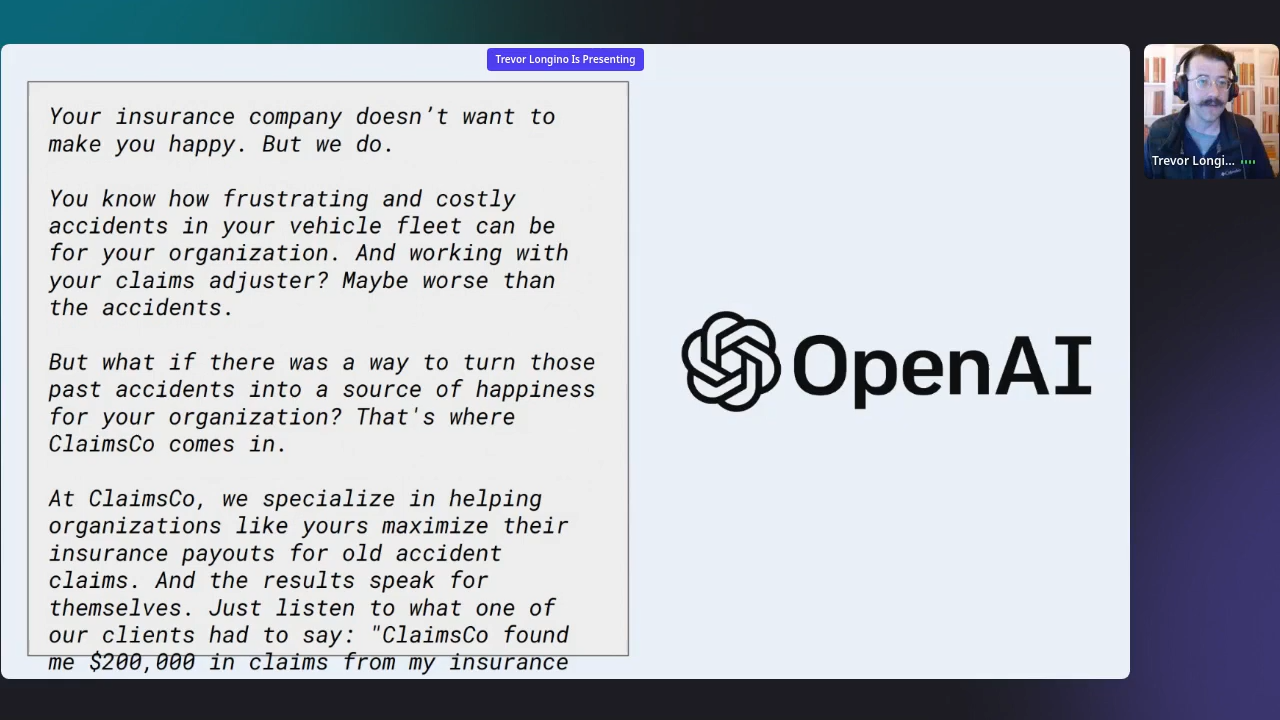 Trevor Longino Is Presenting
Your insurance company doesn’t want to
make you happy. But we do.
You know how frustrating and costly
accidents in your vehicle fleet can be
for your organization. And working with
your claims adjuster? Maybe worse than
the accidents.
But what if there was a way to turn those
past accidents into a source of happiness
for your organization? That's where
ClaimsCo comes in.
At ClaimsCo, we specialize in helping
organizations like yours maximize their
insurance payouts for old accident
claims. And the results speak for
themselves. Just listen to what one of
our clients had to say: "ClaimsCo found
me $200,000 in claims from my insurance
OpenAI
Trevor Longi...